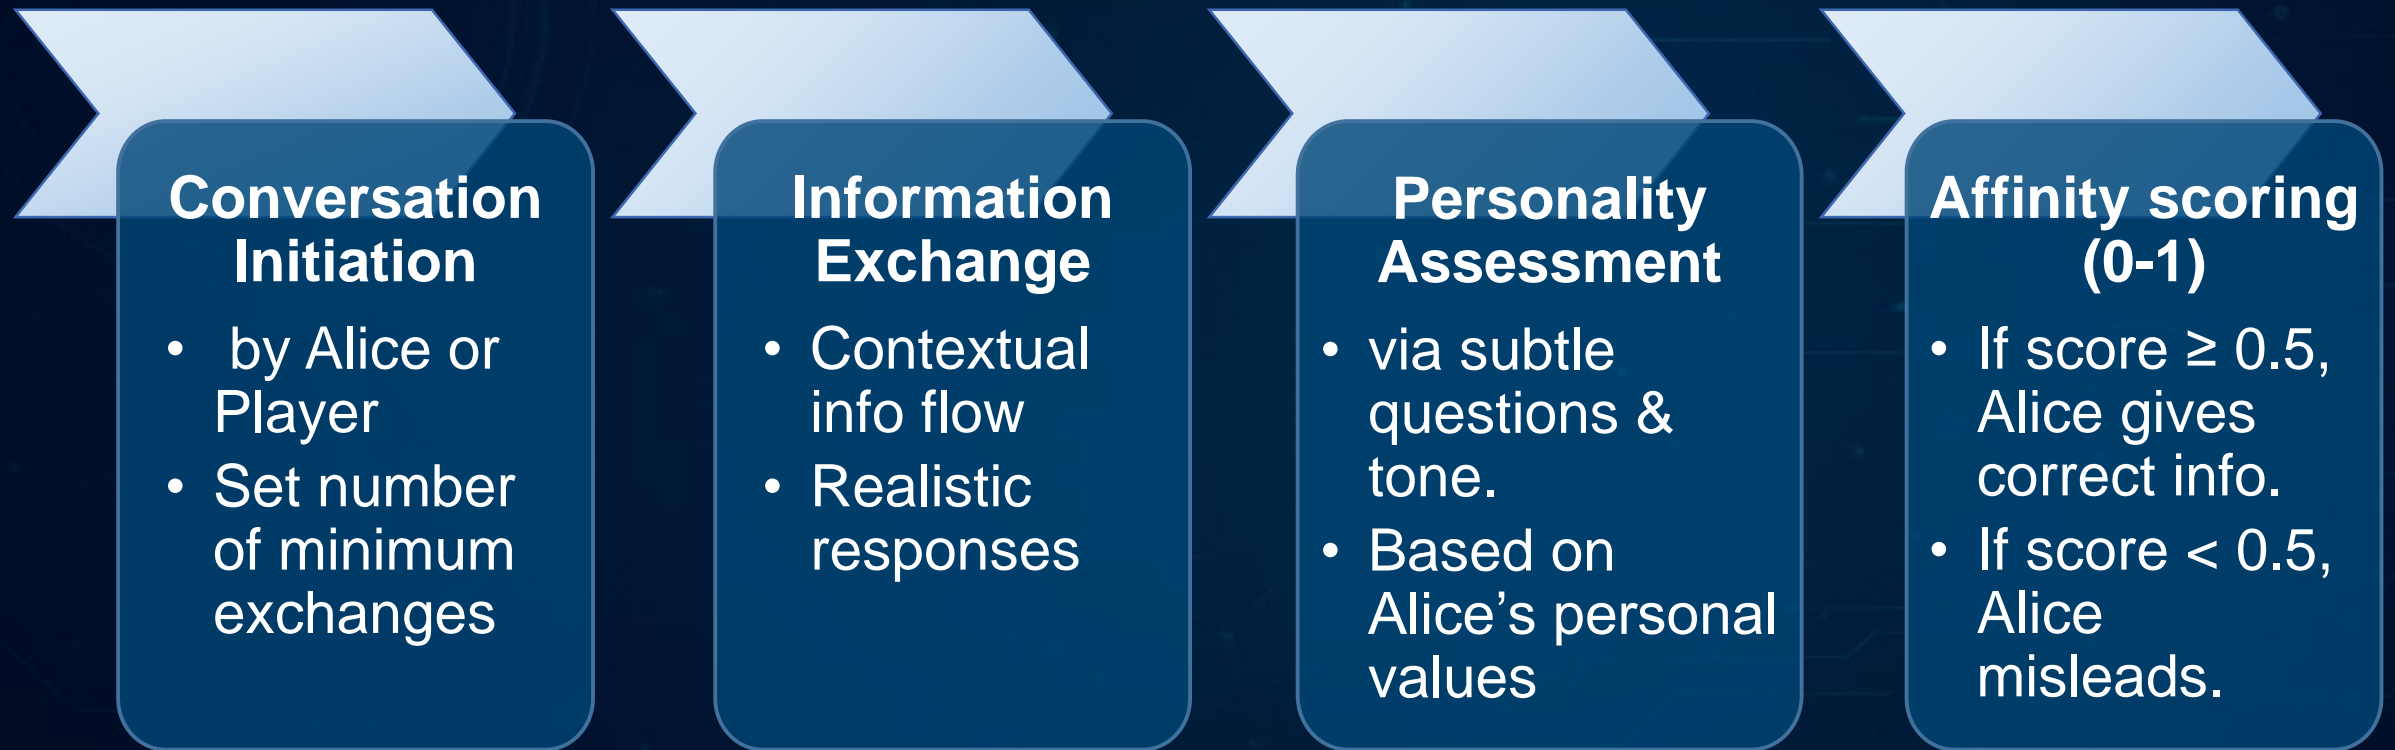 Conversation
Initiation
• by Alice or
Player
• Set number
of minimum
exchanges
Information
Exchange
• Contextual
info flow
• Realistic
responses
Personality
Assessment
• via subtle
questions &
tone.
• Based on
Alice’s personal
values
Affinity scoring
(0-1)
• If score ≥ 0.5,
Alice gives
correct info.
• If score < 0.5,
Alice
misleads.